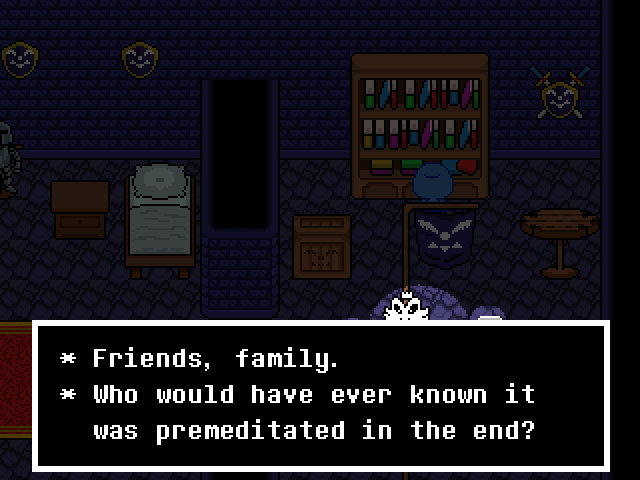 * Friends, family.
* Who would have ever known it
was premeditated in the end?